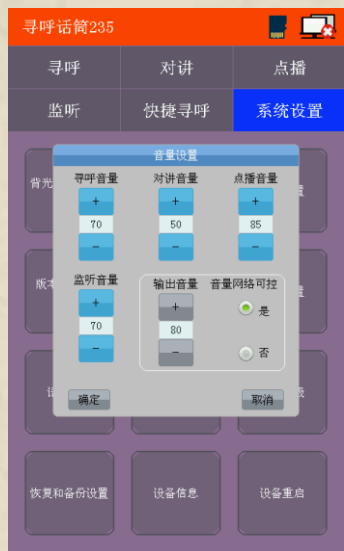 寻呼话筒235
寻呼 对讲 点播
监听 快捷寻呼 系统设置
音量设置
背光
寻呼音量 对讲音量 点播音量
+ + +
70 50 85
− − −
版本
监听音量 输出音量 音量网络可控
+ + 是
70 80
− − 否
确定 取消
恢复和备份设置 设备信息 设备重启